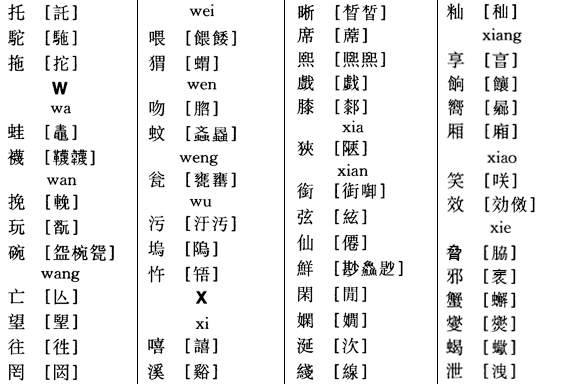 托 [託]
駝 [駞]
拖 [拕]
W
wa
蛙 [鼃]
襪 [韈韤]
wan
挽 [輓]
玩 [翫]
碗 [盌椀䀀]
wang
亡 [亾]
望 [朢]
往 [徃]
罔 [㒺]
wei
喂 [餵餧]
猬 [蝟]
wen
吻 [脗]
蚊 [螡蟁]
weng
瓮 [甕罋]
wu
污 [汙汚]
塢 [隖]
忤 [啎]
X
xi
嘻 [譆]
溪 [谿]
晰 [晳皙]
席 [蓆]
熙 [熈煕]
戲 [戯]
膝 [厀]
xia
狹 [陿]
xian
銜 [衘啣]
弦 [絃]
仙 [僊]
鮮 [尠鱻尟]
閑 [閒]
嫻 [嫺]
涎 [次]
綫 [線]
籼 [秈]
xiang
享 [亯]
餉 [饟]
嚮 [曏]
厢 [廂]
xiao
笑 [咲]
效 [効傚]
xie
脅 [脇]
邪 [衺]
蟹 [蠏]
燮 [爕]
蝎 [蠍]
泄 [洩]